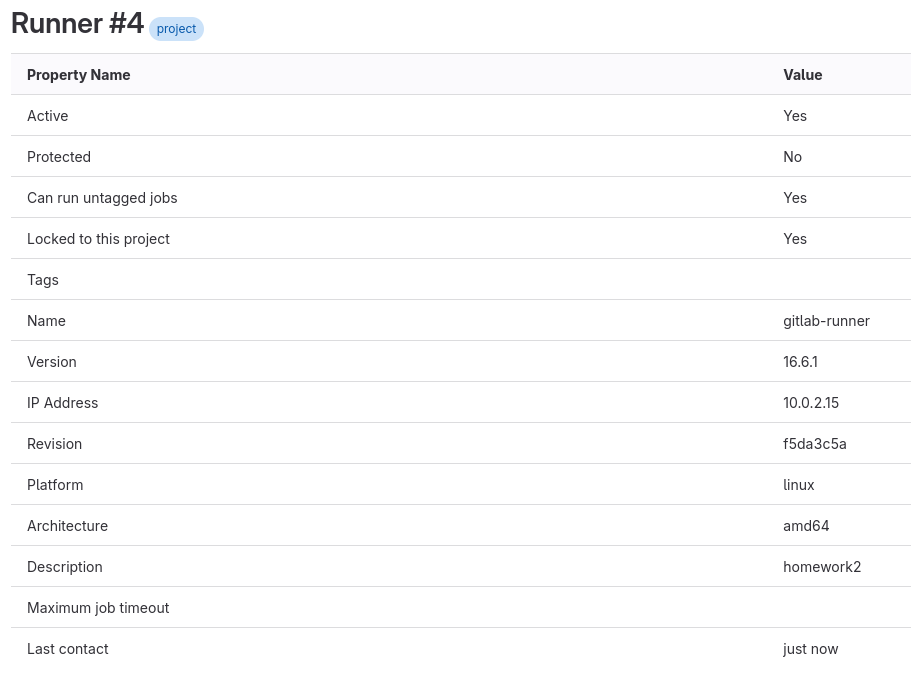 Runner #4 project
Property Name Value
Active Yes
Protected No
Can run untagged jobs Yes
Locked to this project Yes
Tags
Name gitlab-runner
Version 16.6.1
IP Address 10.0.2.15
Revision f5da3c5a
Platform linux
Architecture amd64
Description homework2
Maximum job timeout
Last contact just now